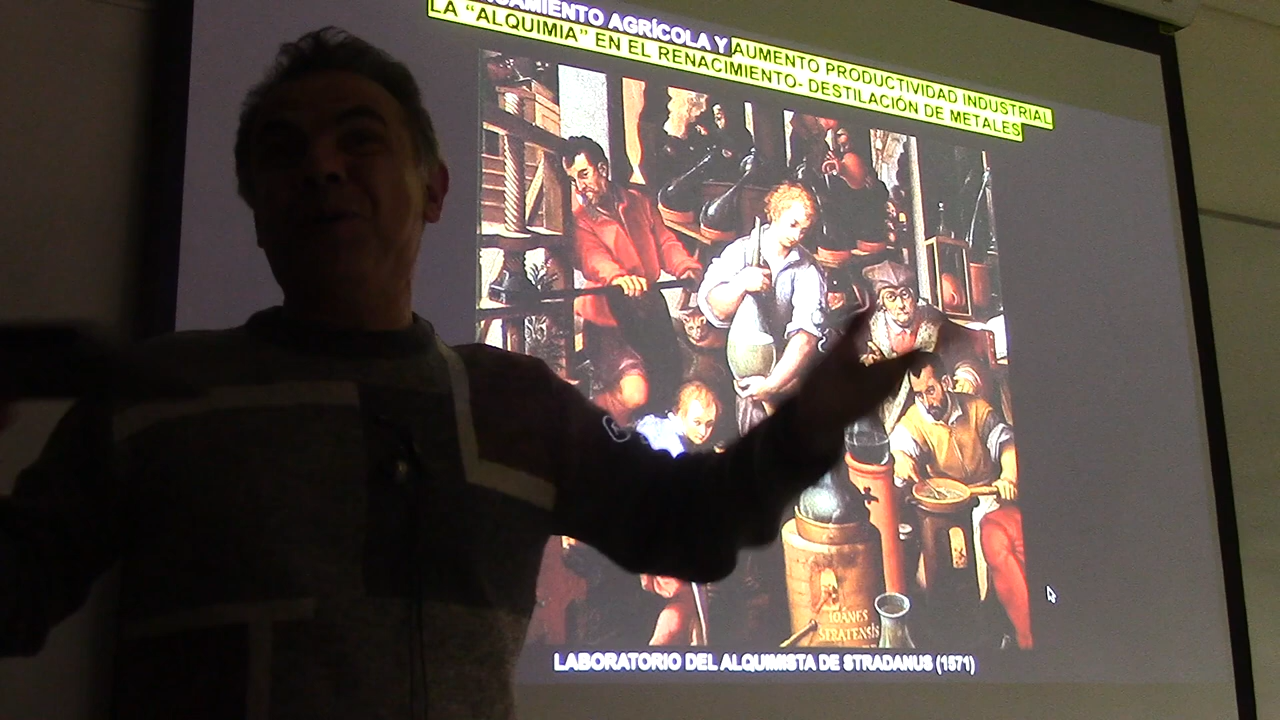 AGRÍCOLA Y AUMENTO PRODUCTIVIDAD INDUSTRIAL
LA "ALQUIMIA" EN EL RENACIMIENTO- DESTILACIÓN DE METALES
IOANES
STRATENSIS
LABORATORIO DEL ALQUIMISTA DE STRADANUS (1571)